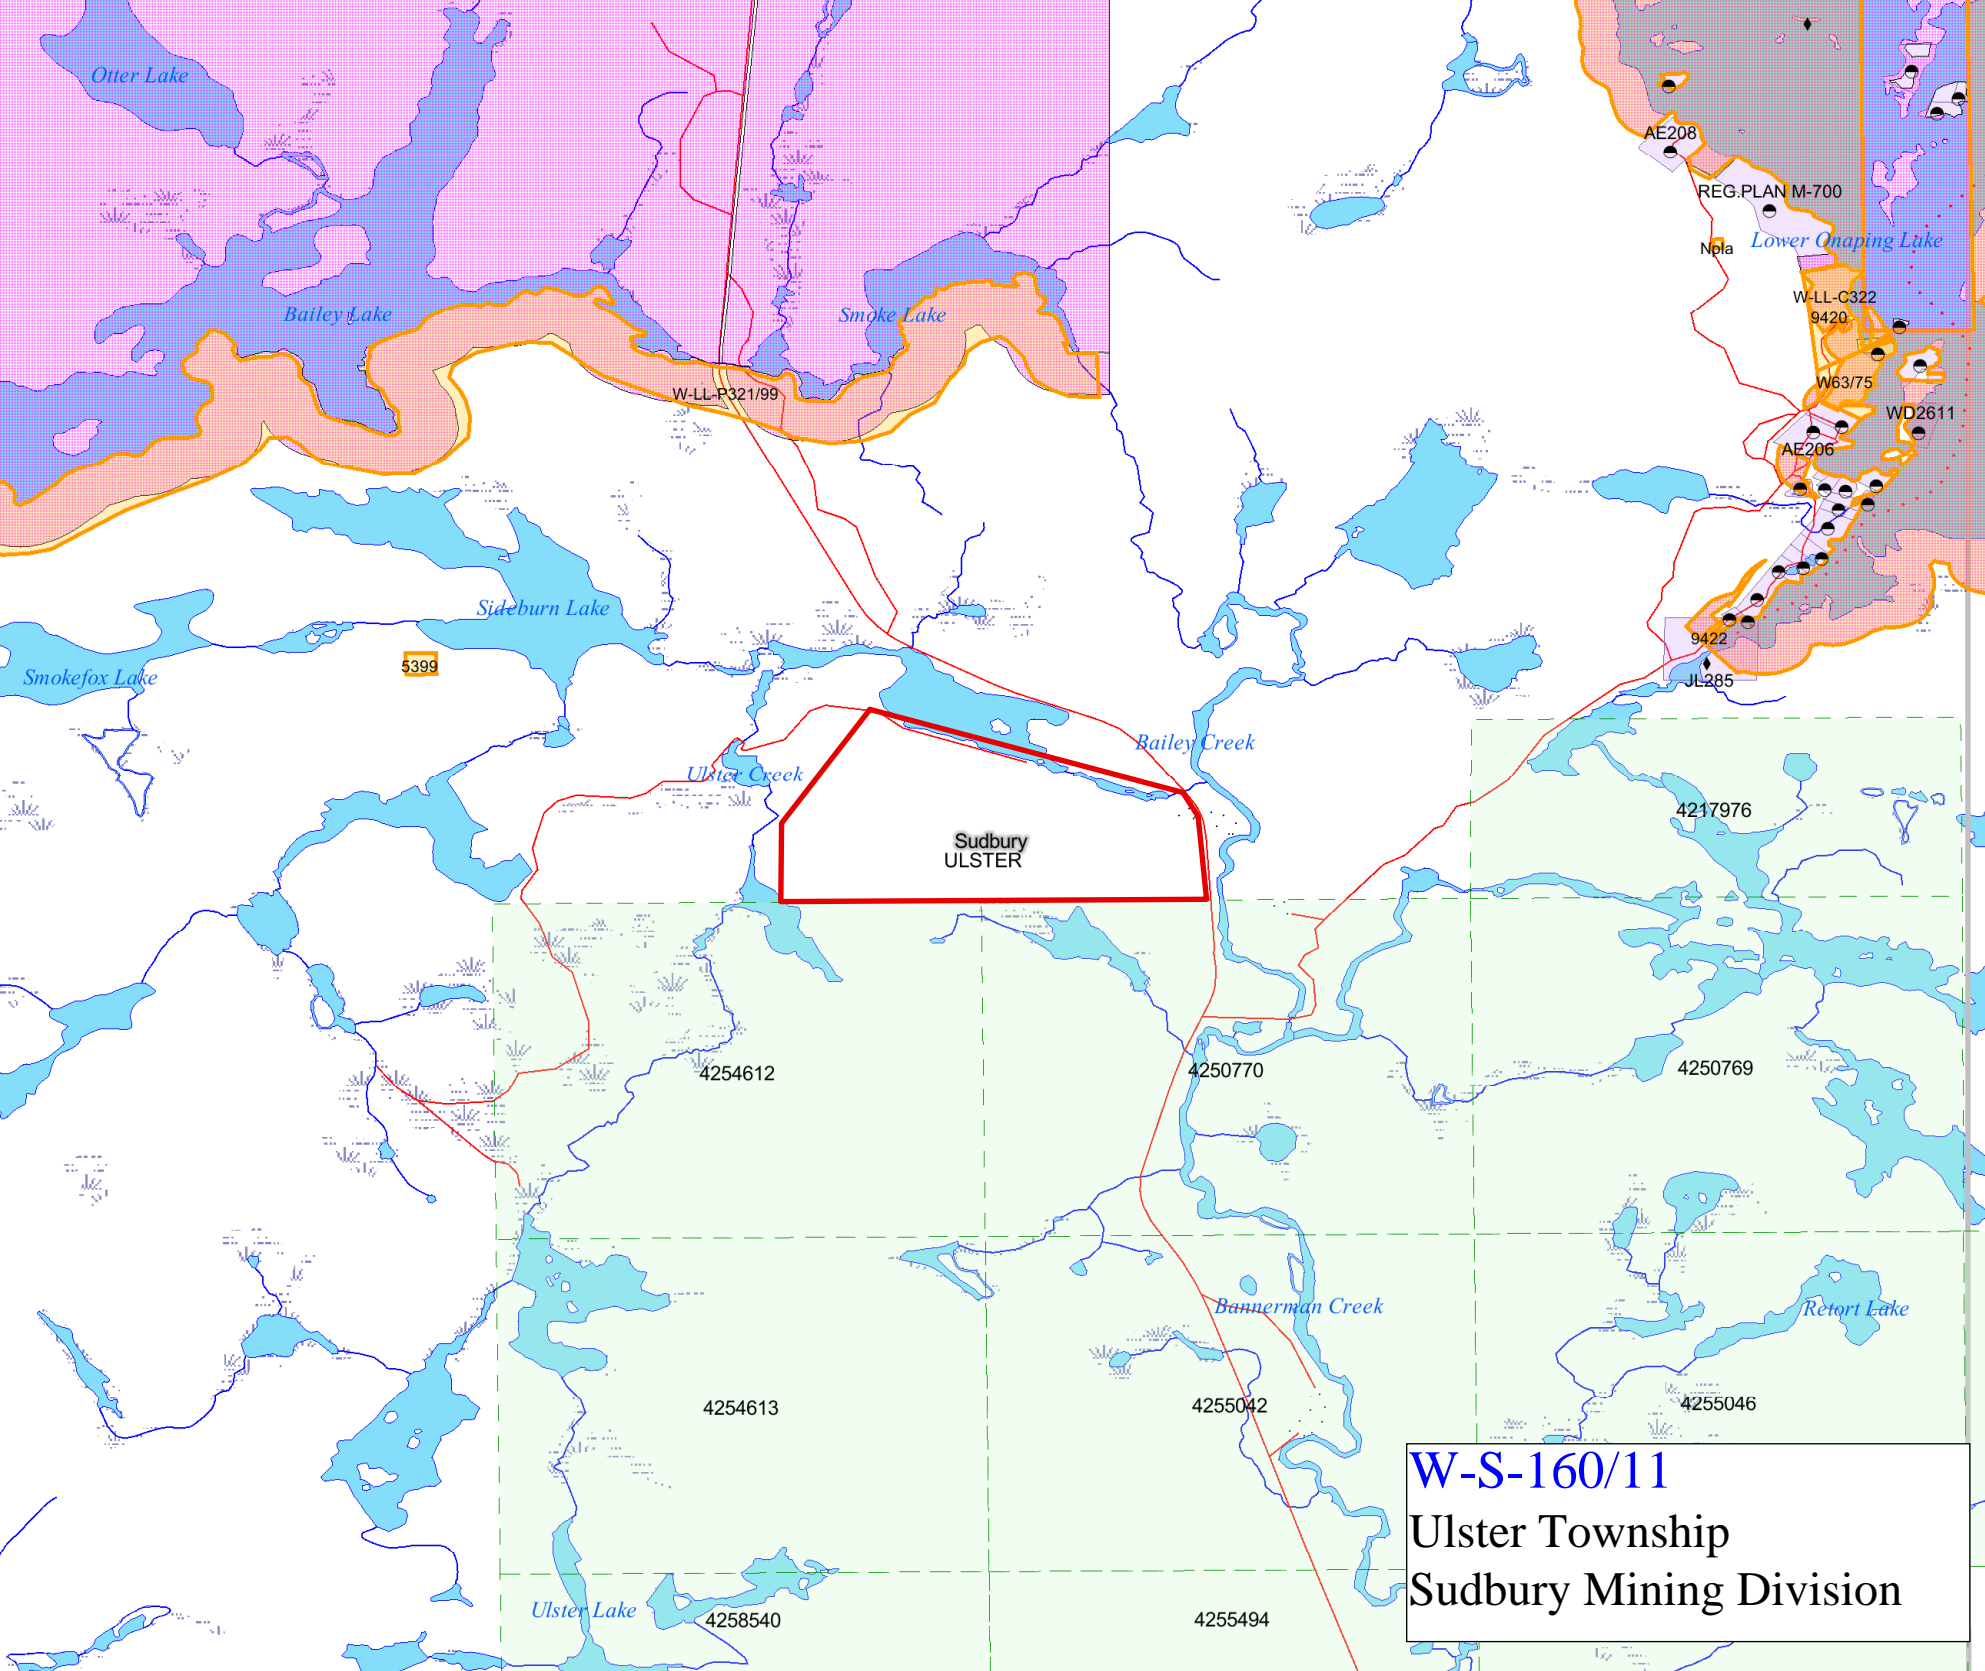 Otter Lake
AE208
REG.PLAN M-700
Npla
Lower Onaping Lake
Bailey Lake
Smoke Lake
W-LL-C322
9420
W-LL-P321/99
W63/75
WD2611
AE206
Sideburn Lake
Smokefox Lake
5399
9422
JL285
Bailey Creek
Ulster Creek
4217976
Sudbury
ULSTER
4254612
4250770
4250769
Bannerman Creek
Retort Lake
4254613
4255042
4255046
W-S-160/11
Ulster Township
Sudbury Mining Division
Ulster Lake
4258540
4255494